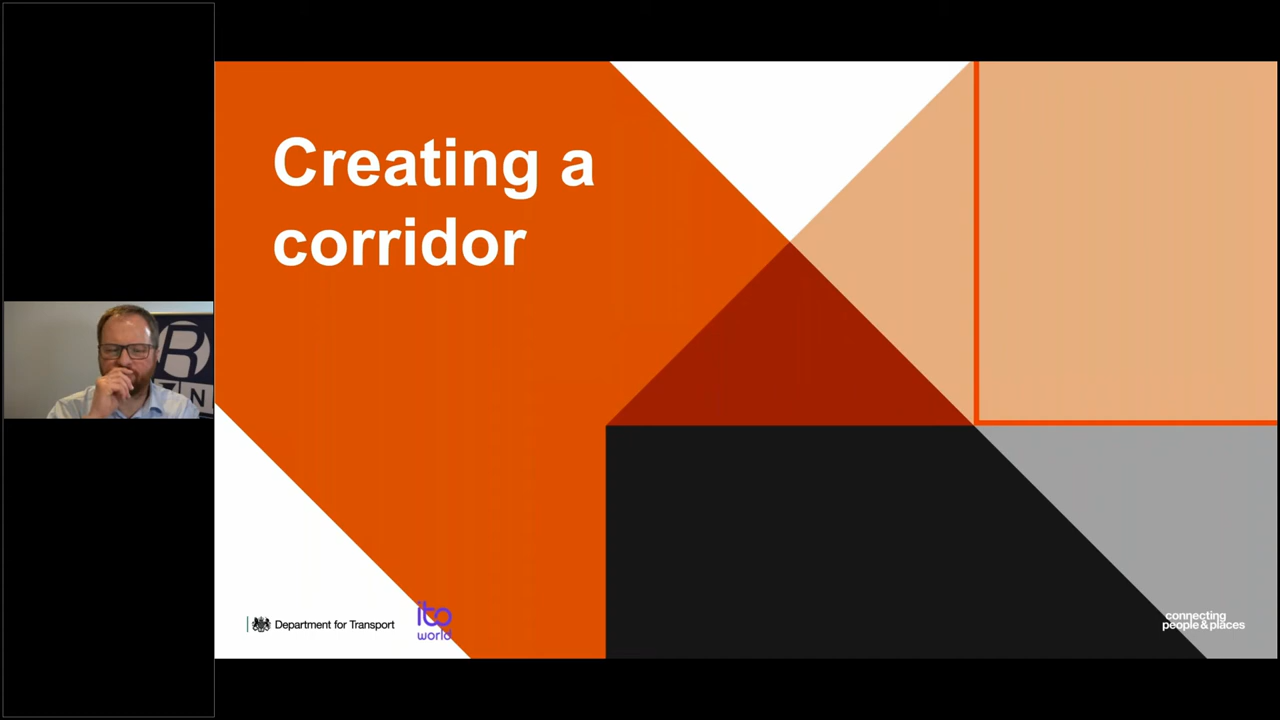 Creating a
corridor
R
N
Department for Transport
ito
world
connecting
people & places